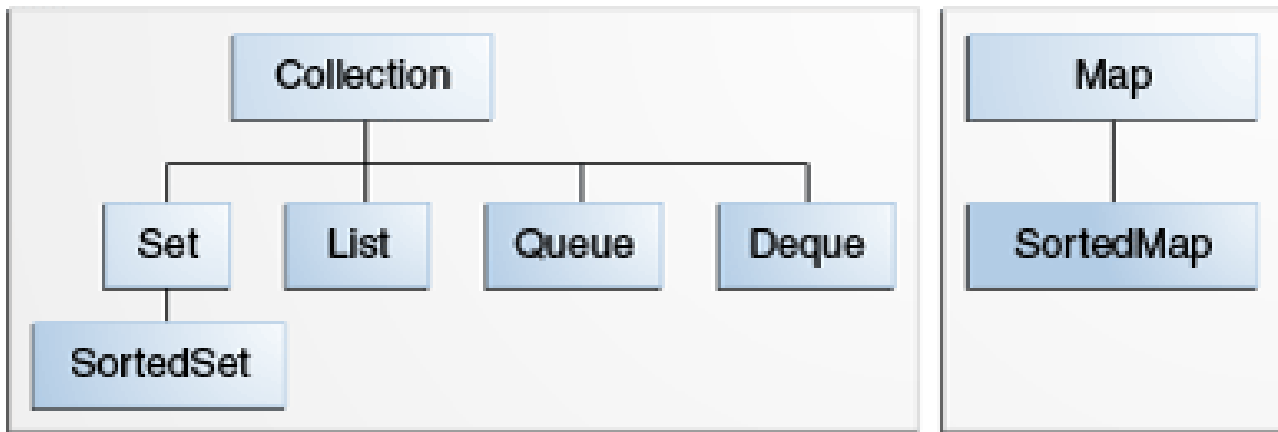 Collection
Map
Set
List
Queue
Deque
SortedMap
SortedSet